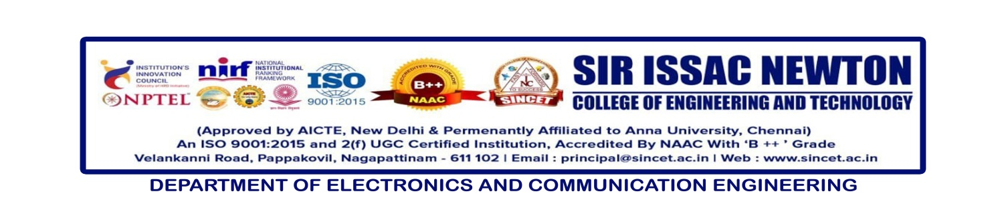 INSTITUTION'S
INNOVATION
COUNCIL
(Ministry of HRD Initiative)
NPTEL
nirf
NATIONAL
INSTITUTIONAL
RANKING
FRAMEWORK
AICTE
ISO
9001:2015
ACCREDITED WITH GRADE
B++
NAAC
FAST FORWARD
INC
TO SUCCESS
SINCET
SIR ISSAC NEWTON
COLLEGE OF ENGINEERING AND TECHNOLOGY
(Approved by AICTE, New Delhi & Permenantly Affiliated to Anna University, Chennai)
An ISO 9001:2015 and 2(f) UGC Certified Institution, Accredited By NAAC With ‘B ++ ’ Grade
Velankanni Road, Pappakovil, Nagapattinam - 611 102 | Email : principal@sincet.ac.in | Web : www.sincet.ac.in
DEPARTMENT OF ELECTRONICS AND COMMUNICATION ENGINEERING